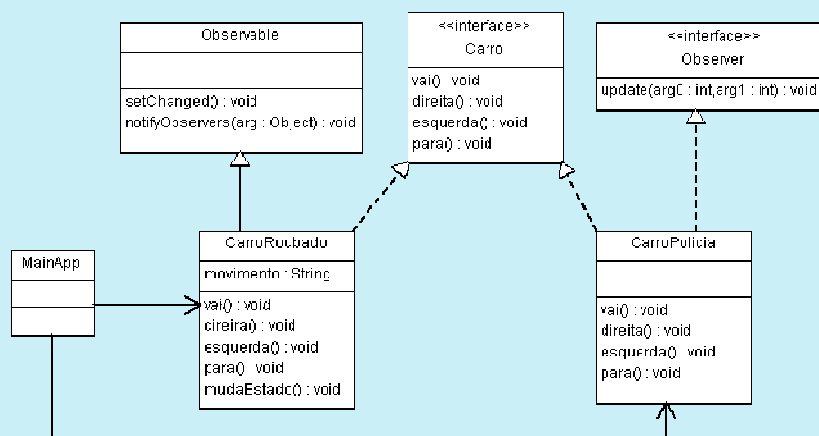 Observable
setChanged() : void
notifyObservers(arg : Object) : void
<<interface>>
Carro
vai() : void
direita() : void
esquerda() : void
para() : void
<<interface>>
Observer
update(arg0 : int,arg1 : int) : void
MainApp
CarroRoubado
movimento : String
vai() : void
direira() : void
esquerda() : void
para() : void
mudaEstado() : void
CarroPolicia
vai() : void
direita() : void
esquerda() : void
para() : void